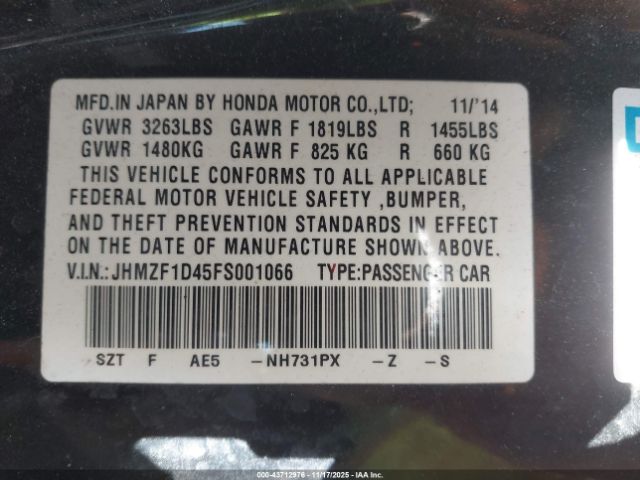 MFD.IN JAPAN BY HONDA MOTOR CO.,LTD; 11/'14
GVWR 3263LBS GAWR F 1819LBS R 1455LBS
GVWR 1480KG GAWR F 825 KG R 660 KG
THIS VEHICLE CONFORMS TO ALL APPLICABLE
FEDERAL MOTOR VEHICLE SAFETY ,BUMPER,
AND THEFT PREVENTION STANDARDS IN EFFECT
ON THE DATE OF MANUFACTURE SHOWN ABOVE.
V.I.N.:JHMZF1D45FS001066 TYPE:PASSENGER CAR
SZT F AE5 -NH731PX -Z -S
000-43712976 - 11/17/2025 - IAAI.com